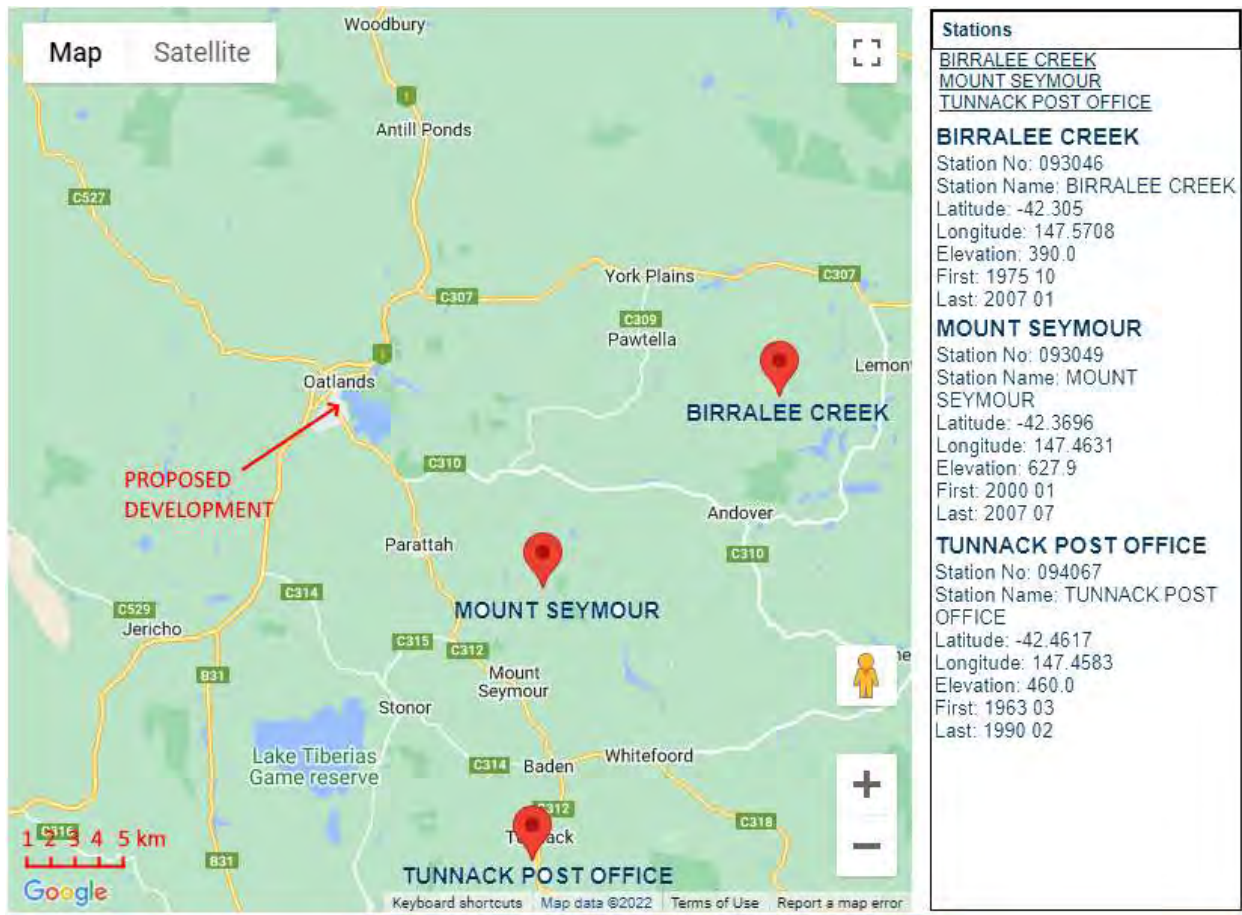 Map Satellite
Woodbury
1
Antill Ponds
C527
York Plains
C307
C307
C309
Pawtella
1
Oatlands
Lemon
BIRRALEE CREEK
C310
PROPOSED
DEVELOPMENT
Andover
Parattah
C310
C314
MOUNT SEYMOUR
C529
Jericho
C315
C312
B31
Mount
Seymour
Stonor
Lake Tiberias
Game reserve
C314 Baden
Whitefoord
C312
C318
C316
1 2 3 4 5 km
B31
TUNNACK POST OFFICE
Google
Keyboard shortcuts Map data ©2022 Terms of Use Report a map error
Stations
BIRRALEE CREEK
MOUNT SEYMOUR
TUNNACK POST OFFICE
BIRRALEE CREEK
Station No: 093046
Station Name: BIRRALEE CREEK
Latitude: -42.305
Longitude: 147.5708
Elevation: 390.0
First: 1975 10
Last: 2007 01
MOUNT SEYMOUR
Station No: 093049
Station Name: MOUNT
SEYMOUR
Latitude: -42.3696
Longitude: 147.4631
Elevation: 627.9
First: 2000 01
Last: 2007 07
TUNNACK POST OFFICE
Station No: 094067
Station Name: TUNNACK POST
OFFICE
Latitude: -42.4617
Longitude: 147.4583
Elevation: 460.0
First: 1963 03
Last: 1990 02